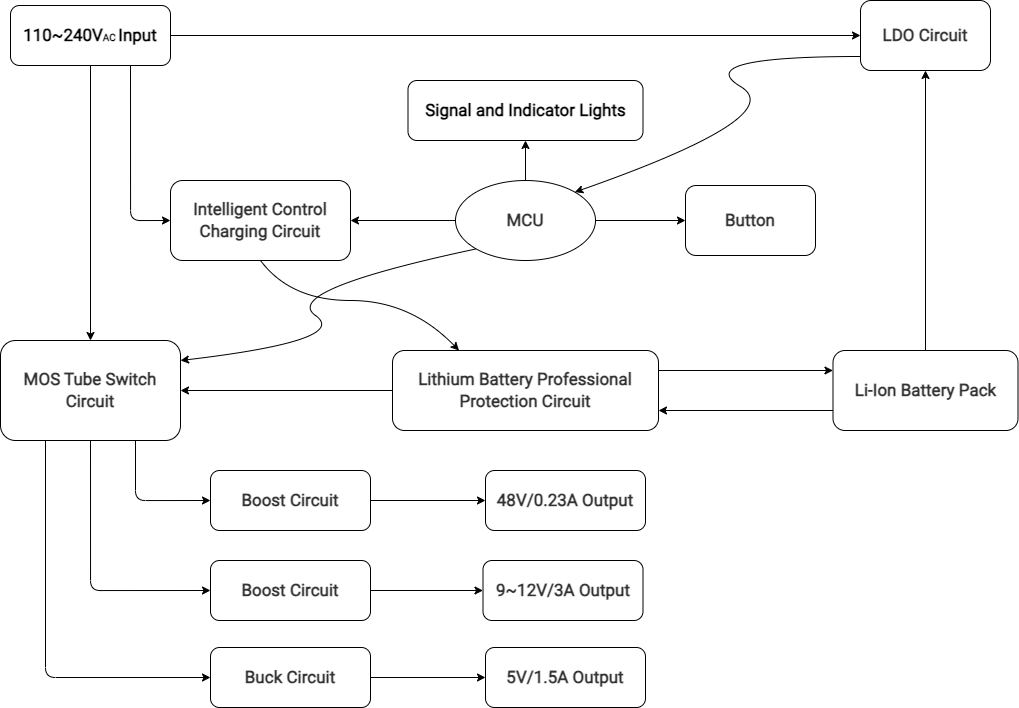 110~240VAC Input
LDO Circuit
Signal and Indicator Lights
Intelligent Control
Charging Circuit
MCU
Button
MOS Tube Switch
Circuit
Lithium Battery Professional
Protection Circuit
Li-Ion Battery Pack
Boost Circuit
48V/0.23A Output
Boost Circuit
9~12V/3A Output
Buck Circuit
5V/1.5A Output